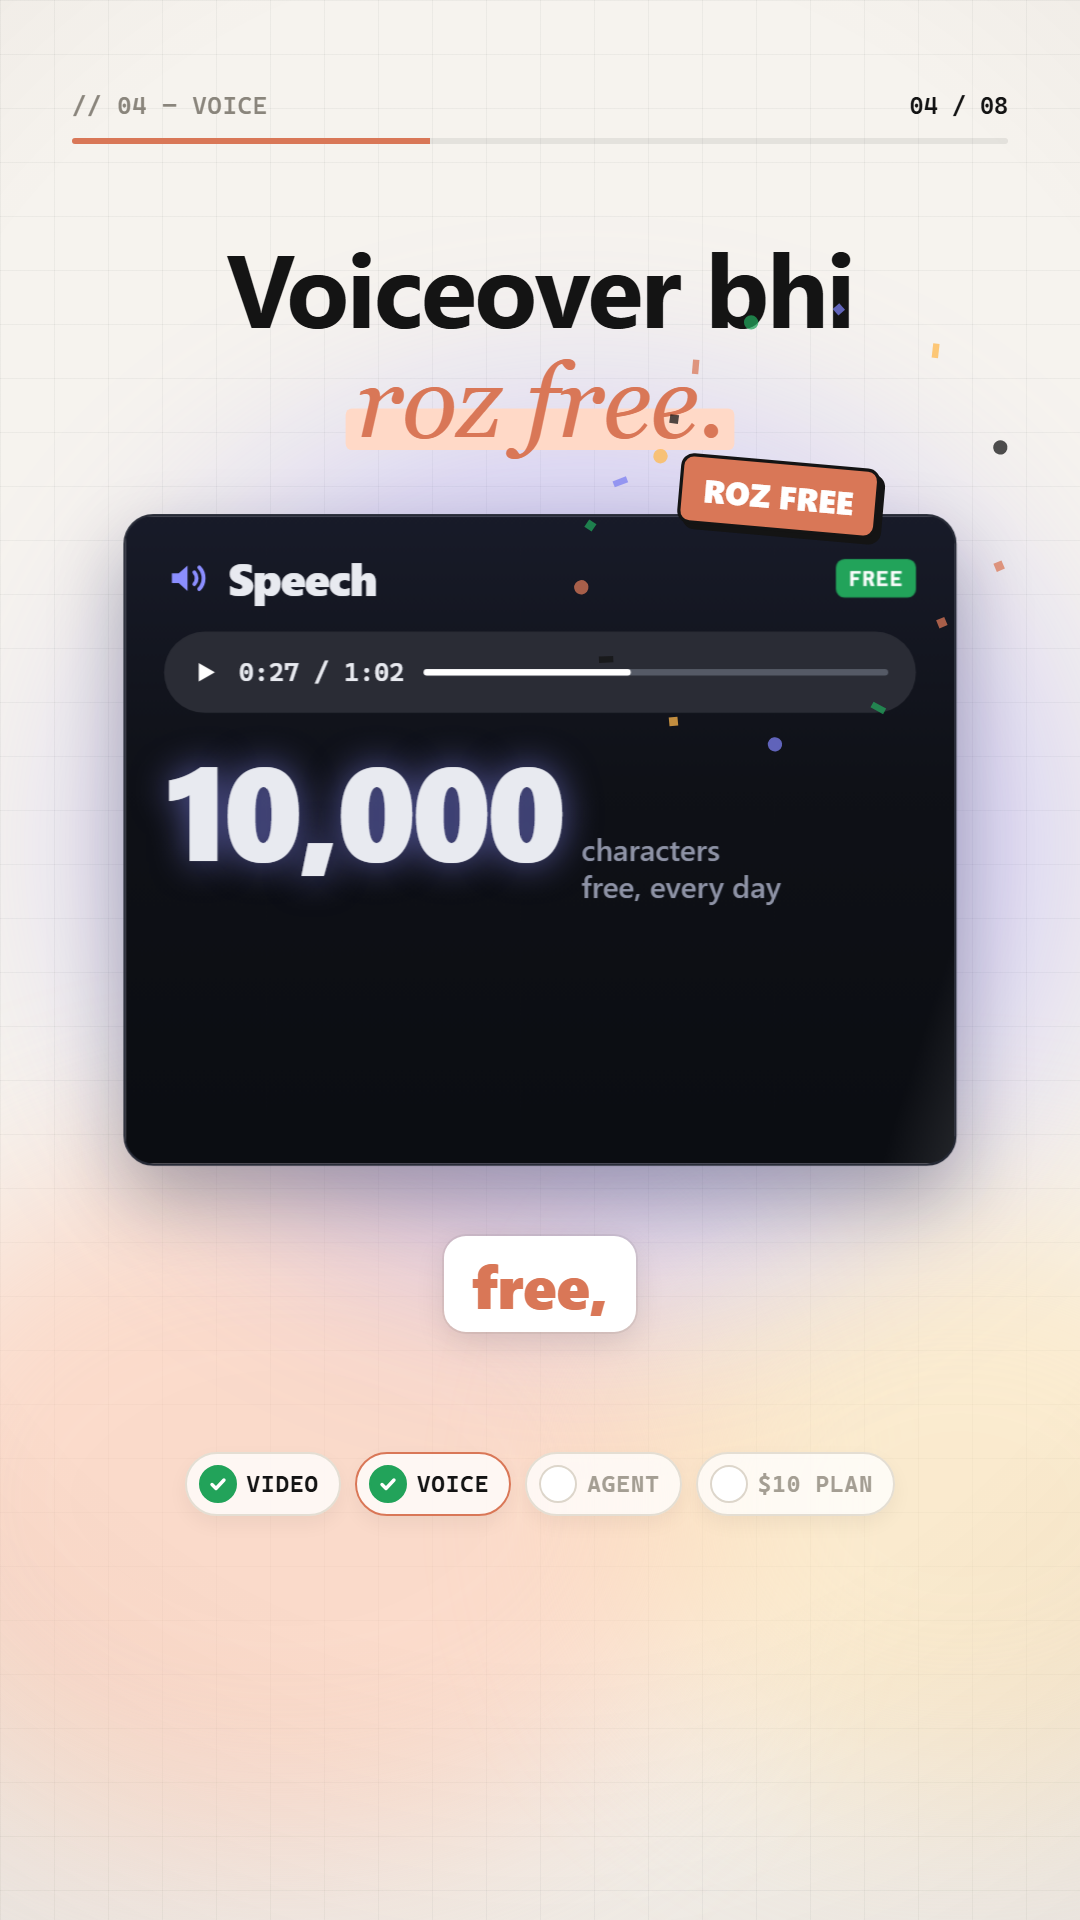 // 04 — VOICE
04 / 08
Voiceover bhi
roz free.
ROZ FREE
Speech
FREE
0:27 / 1:02
10,000
characters
free, every day
free,
VIDEO
VOICE
AGENT
$10 PLAN